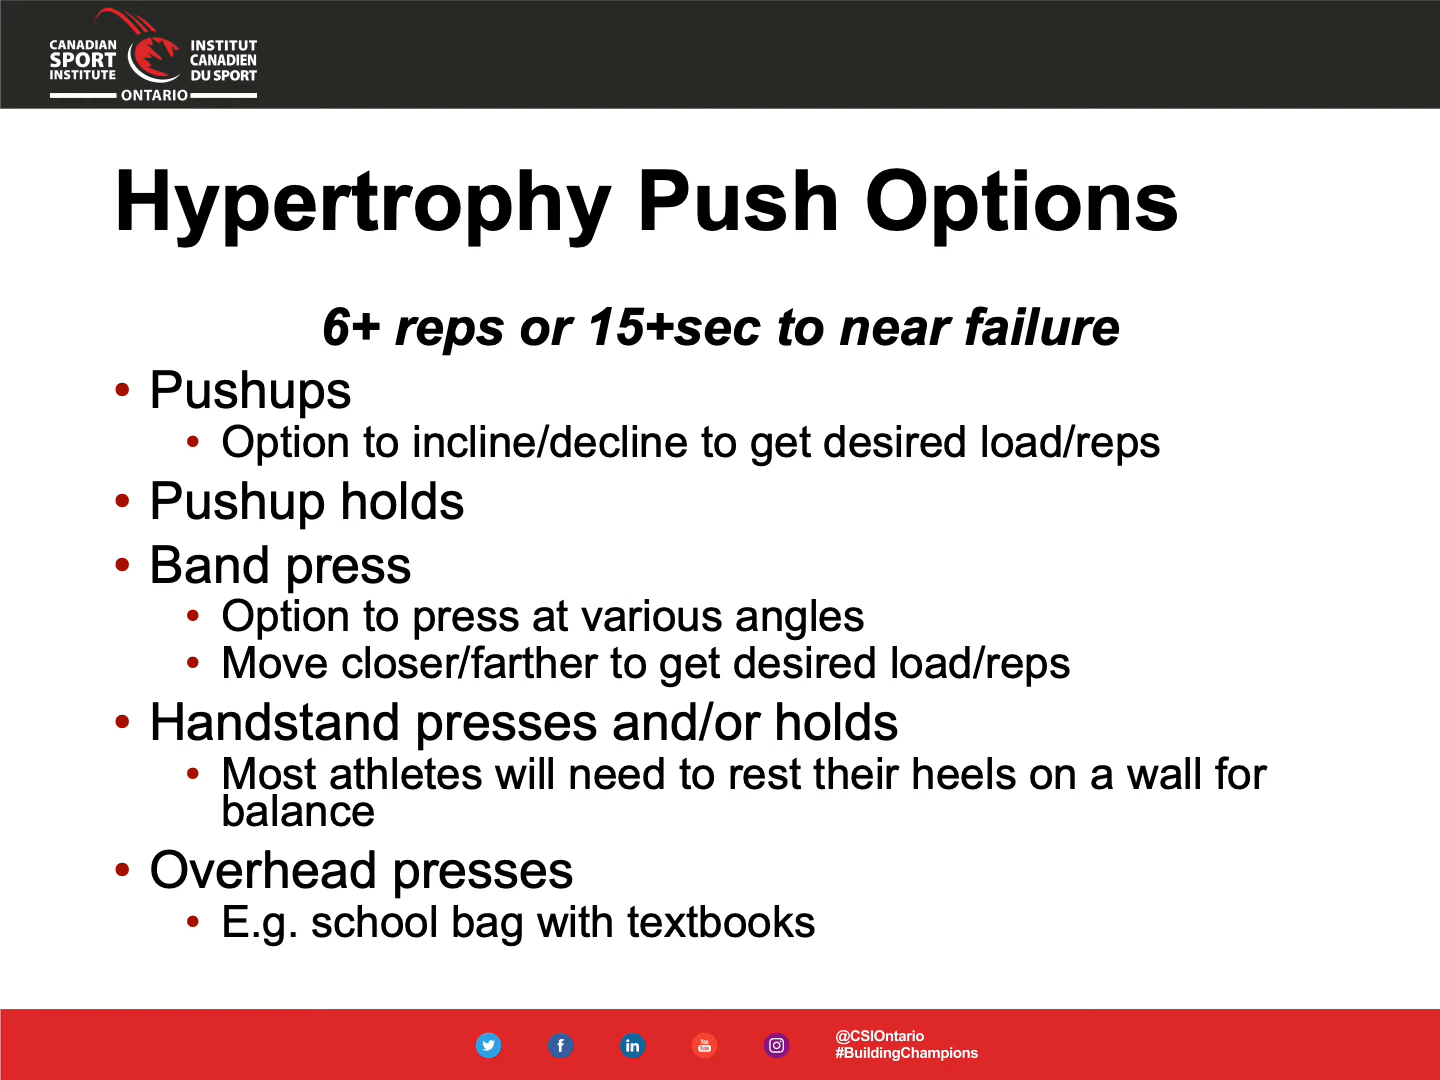 CANADIAN
SPORT
INSTITUTE
INSTITUT
CANADIEN
DU SPORT
ONTARIO
Hypertrophy Push Options
6+ reps or 15+sec to near failure
• Pushups
• Option to incline/decline to get desired load/reps
• Pushup holds
• Band press
• Option to press at various angles
• Move closer/farther to get desired load/reps
• Handstand presses and/or holds
• Most athletes will need to rest their heels on a wall for
balance
• Overhead presses
• E.g. school bag with textbooks
@CSIOntario
#BuildingChampions